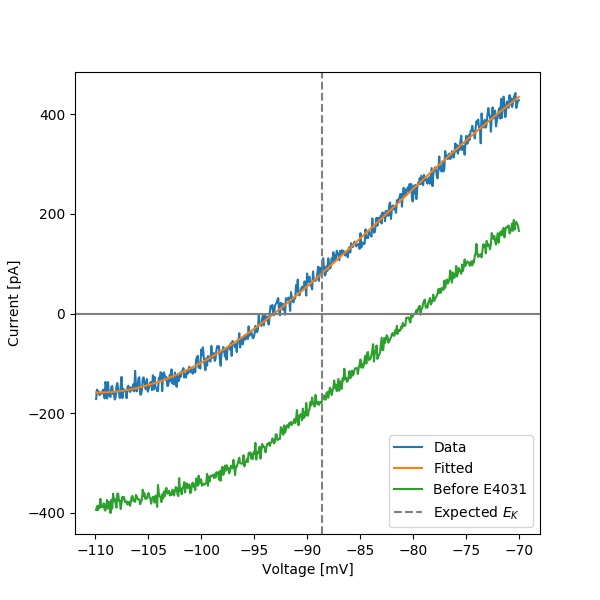 400
200
0
−200
−400
−110
−105
−100
−95
−90
−85
−80
−75
−70
Current [pA]
Voltage [mV]
Data
Fitted
Before E4031
Expected E_K